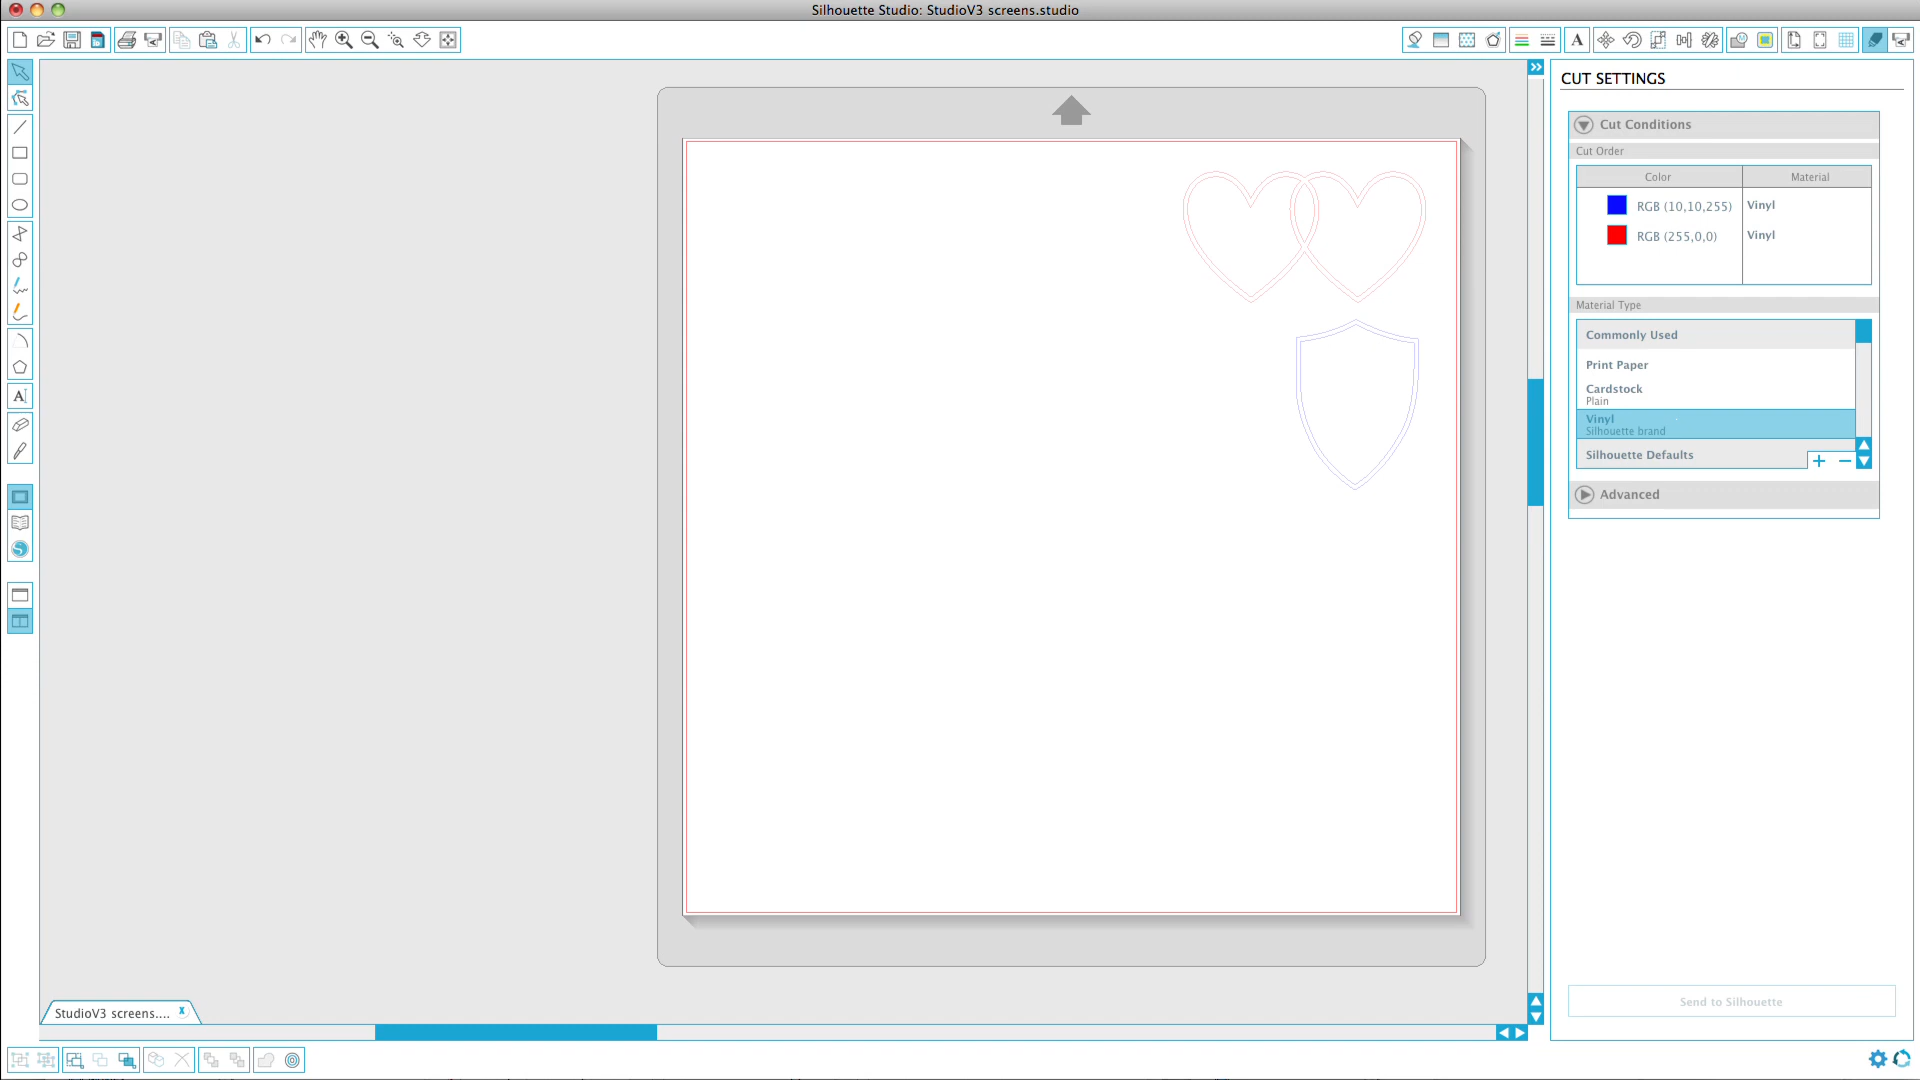 Silhouette Studio: StudioV3 screens.studio
CUT SETTINGS
Cut Conditions
Cut Order
Color Material
RGB (10,10,255) Vinyl
RGB (255,0,0) Vinyl
Material Type
Commonly Used
Print Paper
Cardstock
Plain
Vinyl
Silhouette brand
Silhouette Defaults
+ −
Advanced
Send to Silhouette
StudioV3 screens.... x